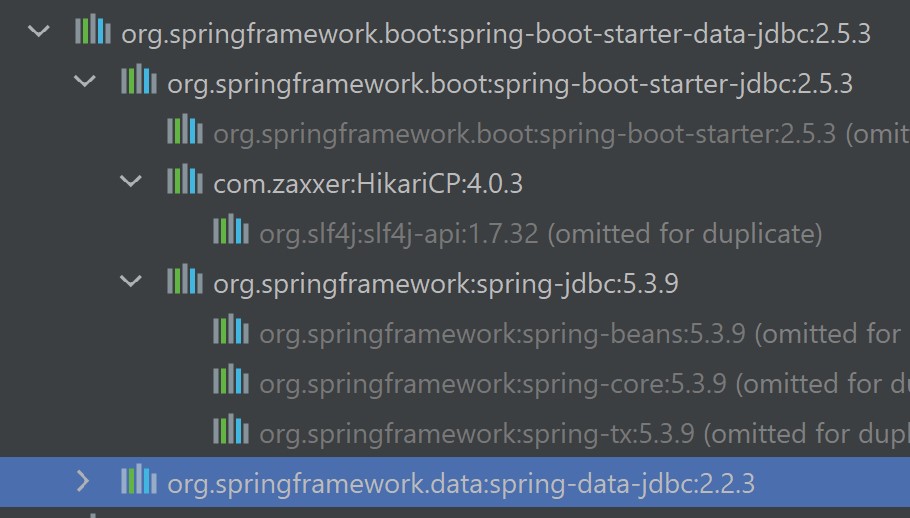 org.springframework.boot:spring-boot-starter-data-jdbc:2.5.3
org.springframework.boot:spring-boot-starter-jdbc:2.5.3
org.springframework.boot:spring-boot-starter:2.5.3 (omit
com.zaxxer:HikariCP:4.0.3
org.slf4j:slf4j-api:1.7.32 (omitted for duplicate)
org.springframework:spring-jdbc:5.3.9
org.springframework:spring-beans:5.3.9 (omitted for
org.springframework:spring-core:5.3.9 (omitted for du
org.springframework:spring-tx:5.3.9 (omitted for dupl
org.springframework.data:spring-data-jdbc:2.2.3